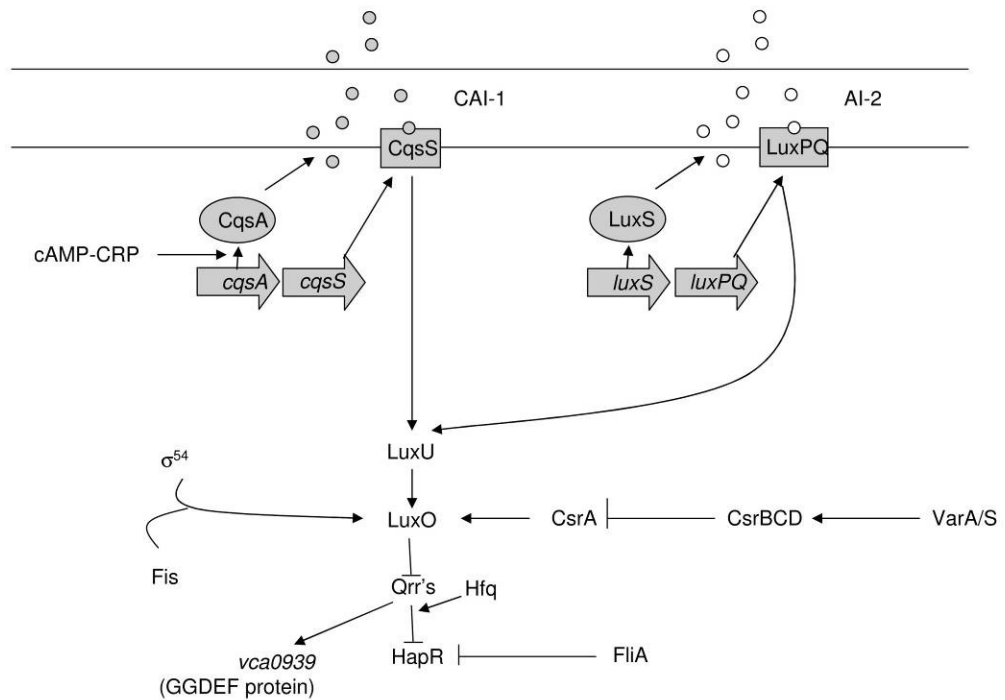 CAI-1
AI-2
CqsS
LuxPQ
CqsA
LuxS
cAMP-CRP
cqsA
cqsS
luxS
luxPQ
LuxU
σ54
LuxO
CsrA
CsrBCD
VarA/S
Fis
Qrr's
Hfq
vca0939
(GGDEF protein)
HapR
FliA